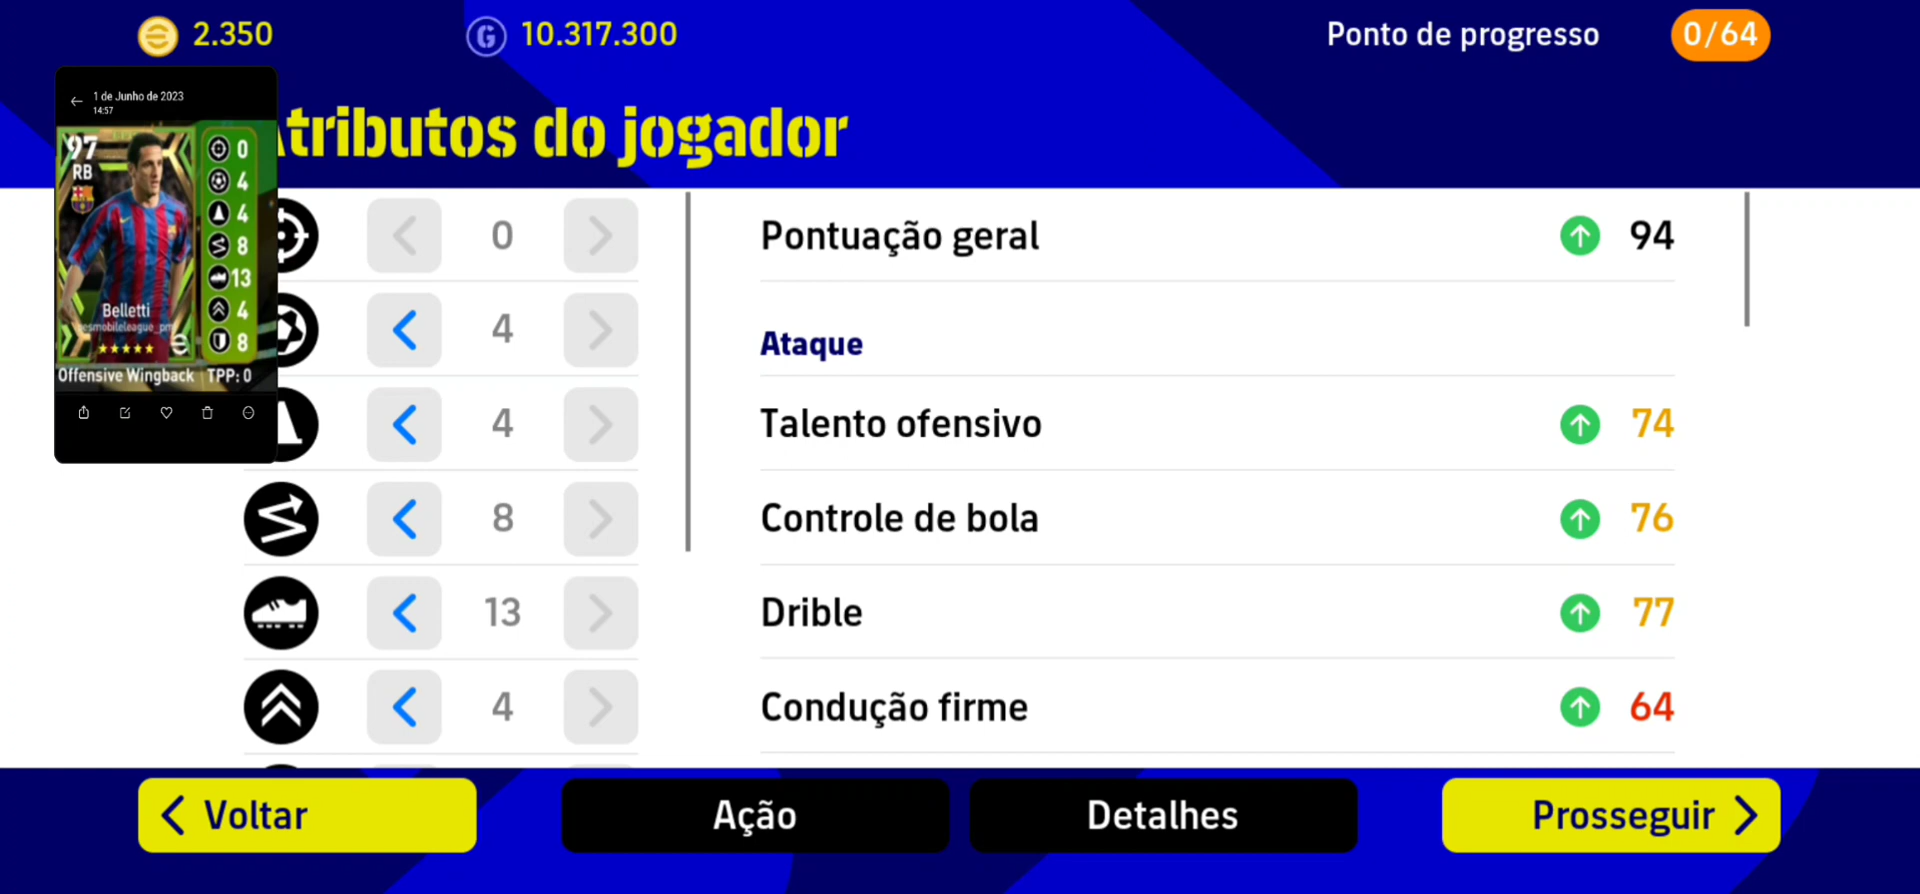 2.350
10.317.300
Ponto de progresso
0/64
1 de Junho de 2023
14:57
tributos do jogador
97
RB
0
4
4
8
13
4
8
Belletti
esmobileleague_pm
Offensive Wingback TPP: 0
0
4
4
8
13
4
Pontuação geral 94
Ataque
Talento ofensivo 74
Controle de bola 76
Drible 77
Condução firme 64
Voltar
Ação
Detalhes
Prosseguir